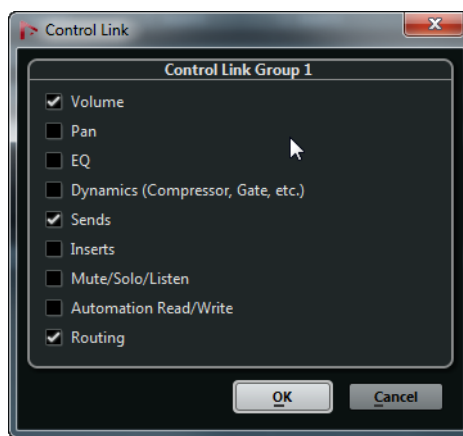 Control Link
Control Link Group 1
Volume
Pan
EQ
Dynamics (Compressor, Gate, etc.)
Sends
Inserts
Mute/Solo/Listen
Automation Read/Write
Routing
OK Cancel